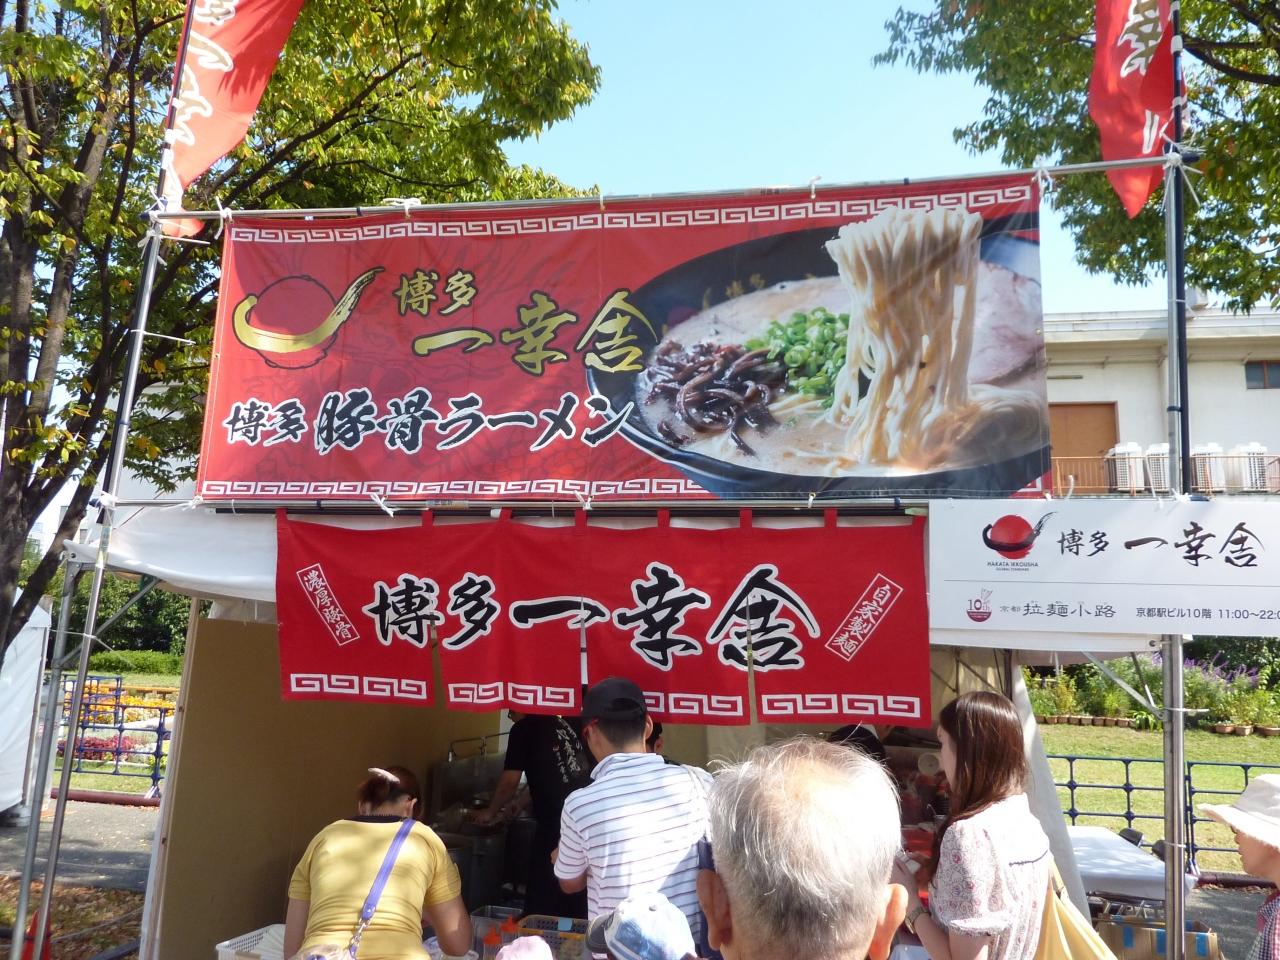 博多
一幸舎
博多 豚骨ラーメン
濃厚豚骨
博多一幸舎
自家製麺
博多 一幸舎
HAKATA IKKOUSHA
10th
京都 拉麺小路
京都駅ビル10階 11:00~22:0